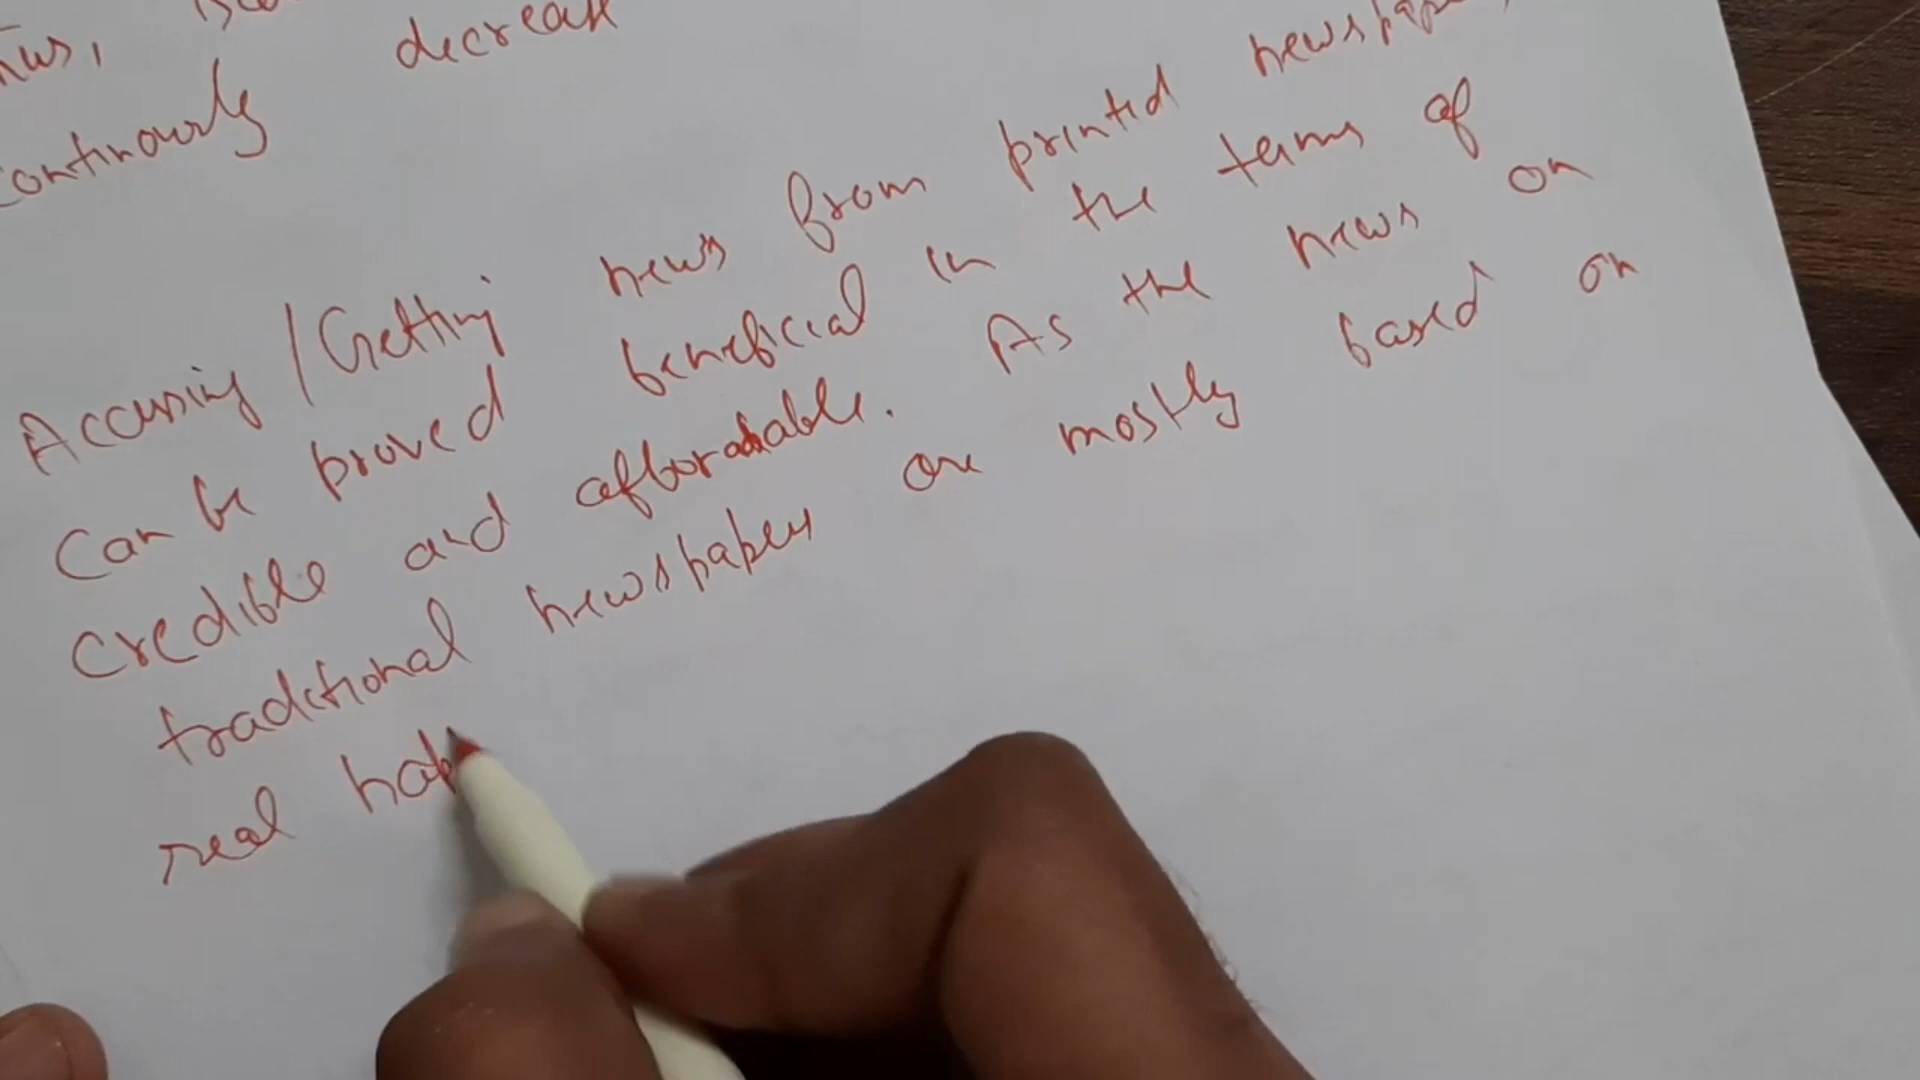 decrease
continously
Accessing / Getting news from printed newspaper
can be proved beneficial in the terms of
credible and affordable. As the news on
traditional newspapers are mostly based on
real hap